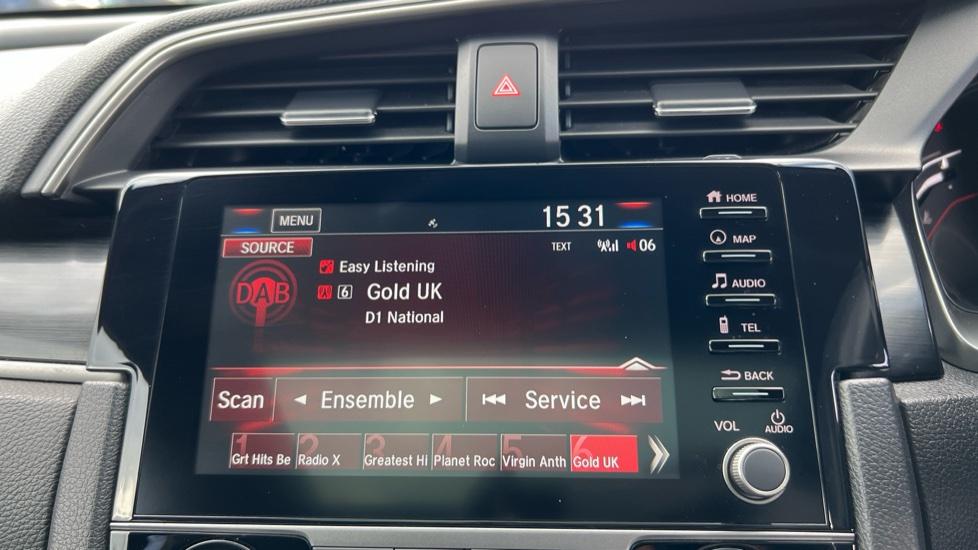 MENU 15 31
SOURCE TEXT 06
DAB
Easy Listening
6 Gold UK
D1 National
Scan Ensemble Service
1 2 3 4 5 6
Grt Hits Be Radio X Greatest Hi Planet Roc Virgin Anth Gold UK
HOME
MAP
AUDIO
TEL
BACK
VOL AUDIO